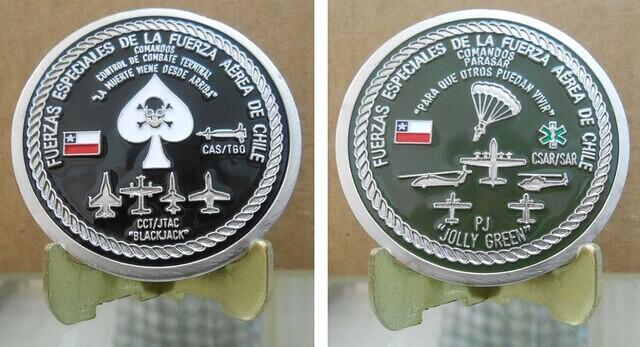 FUERZAS ESPECIALES DE LA FUERZA AÉREA DE CHILE
COMANDOS
CONTROL DE COMBATE TERMINAL
"LA MUERTE VIENE DESDE ARRIBA"
CAS/TGO
CCT/JTAC
"BLACKJACK"
FUERZAS ESPECIALES DE LA FUERZA AÉREA DE CHILE
COMANDOS
PARASAR
"PARA QUE OTROS PUEDAN VIVIR"
CSAR/SAR
PJ
"JOLLY GREEN"